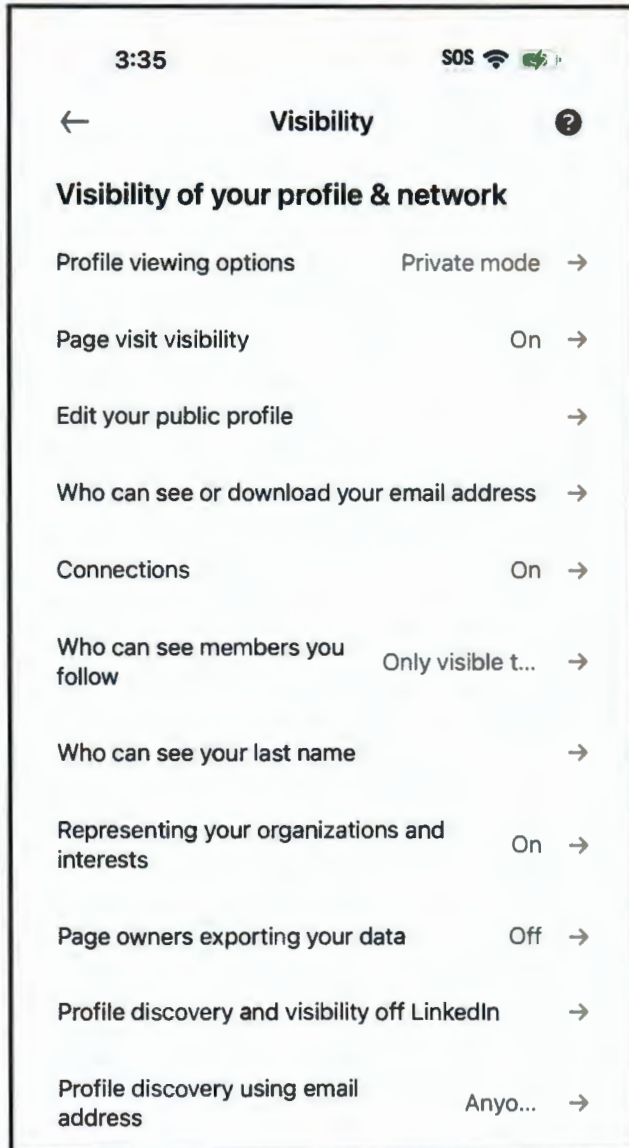 3:35 SOS
Visibility
Visibility of your profile & network
Profile viewing options Private mode
Page visit visibility On
Edit your public profile
Who can see or download your email address
Connections On
Who can see members you
follow Only visible t...
Who can see your last name
Representing your organizations and
interests On
Page owners exporting your data Off
Profile discovery and visibility off LinkedIn
Profile discovery using email
address Anyo...